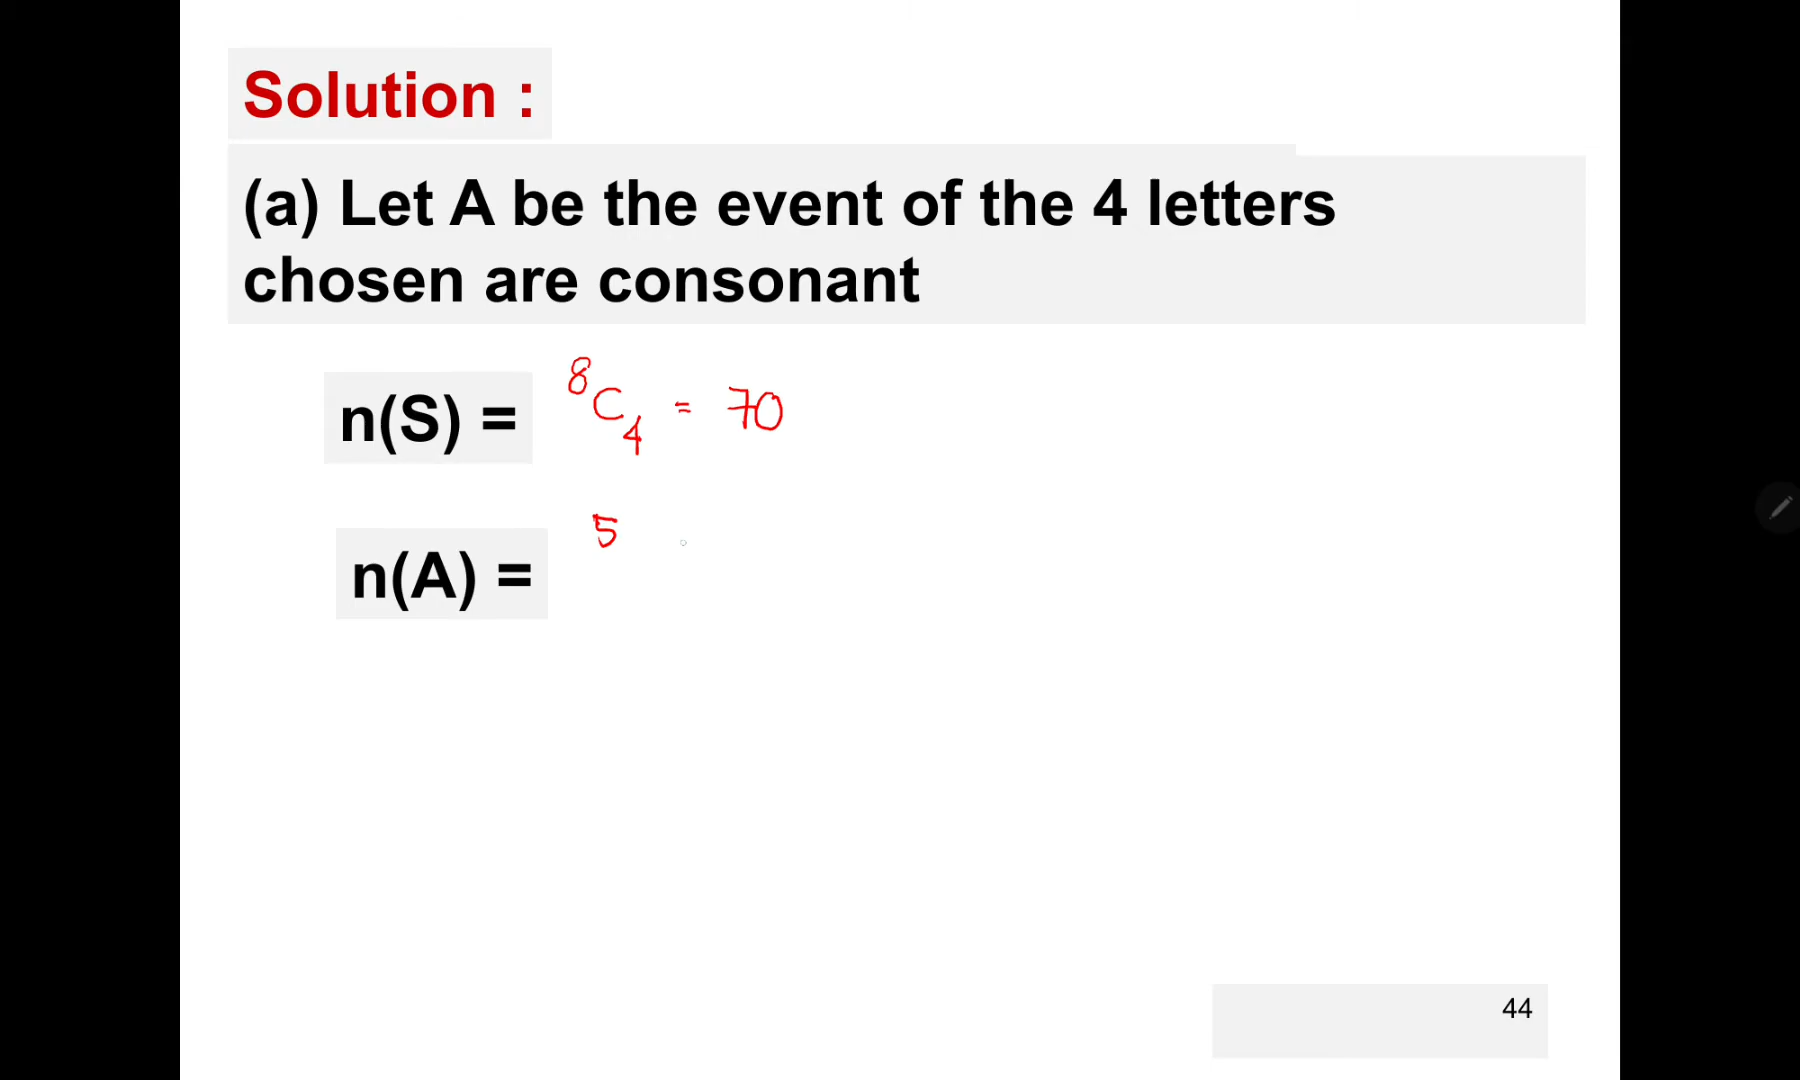 Solution :
(a) Let A be the event of the 4 letters
chosen are consonant
n(S) = ⁸C₄ = 70
n(A) = ⁵
44